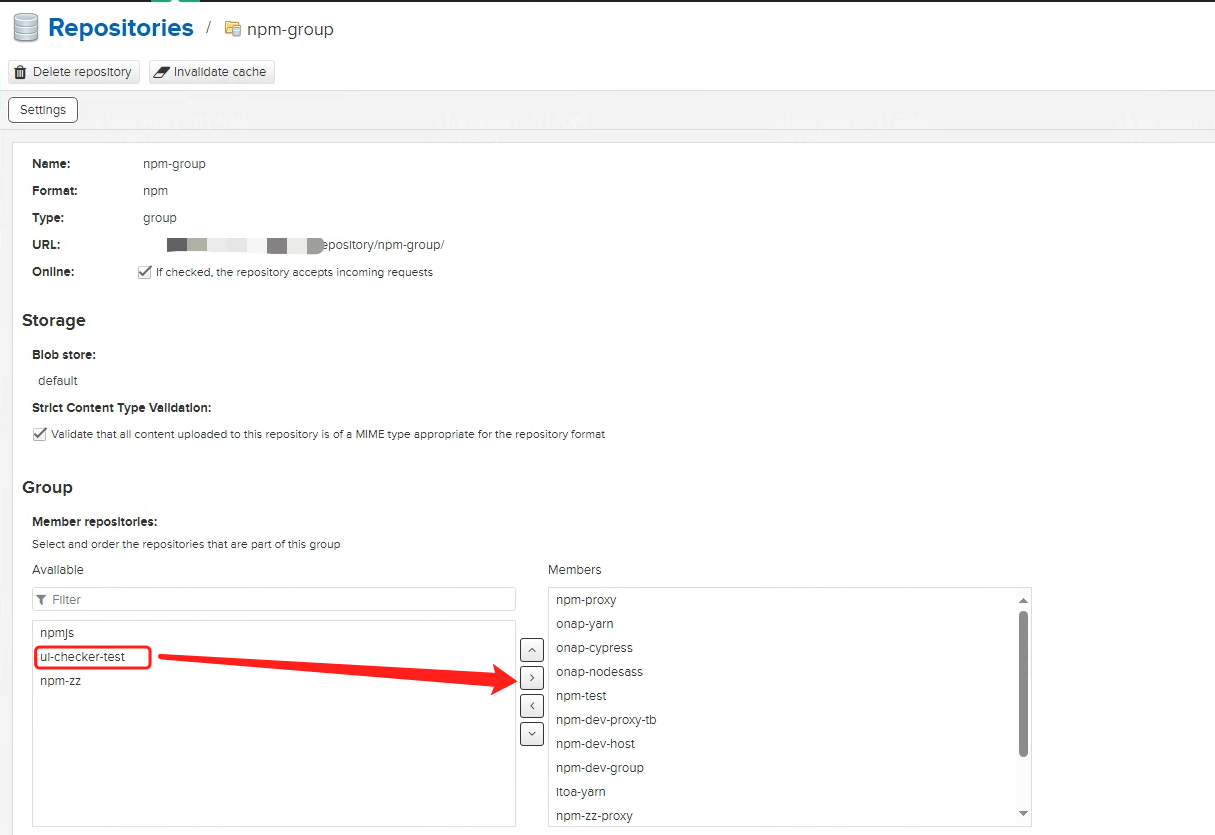 Repositories / npm-group
Delete repository Invalidate cache
Settings
Name: npm-group
Format: npm
Type: group
URL: epository/npm-group/
Online: If checked, the repository accepts incoming requests
Storage
Blob store:
default
Strict Content Type Validation:
Validate that all content uploaded to this repository is of a MIME type appropriate for the repository format
Group
Member repositories:
Select and order the repositories that are part of this group
Available
Filter
npmjs
ui-checker-test
npm-zz
Members
npm-proxy
onap-yarn
onap-cypress
onap-nodesass
npm-test
npm-dev-proxy-tb
npm-dev-host
npm-dev-group
itoa-yarn
npm-zz-proxy